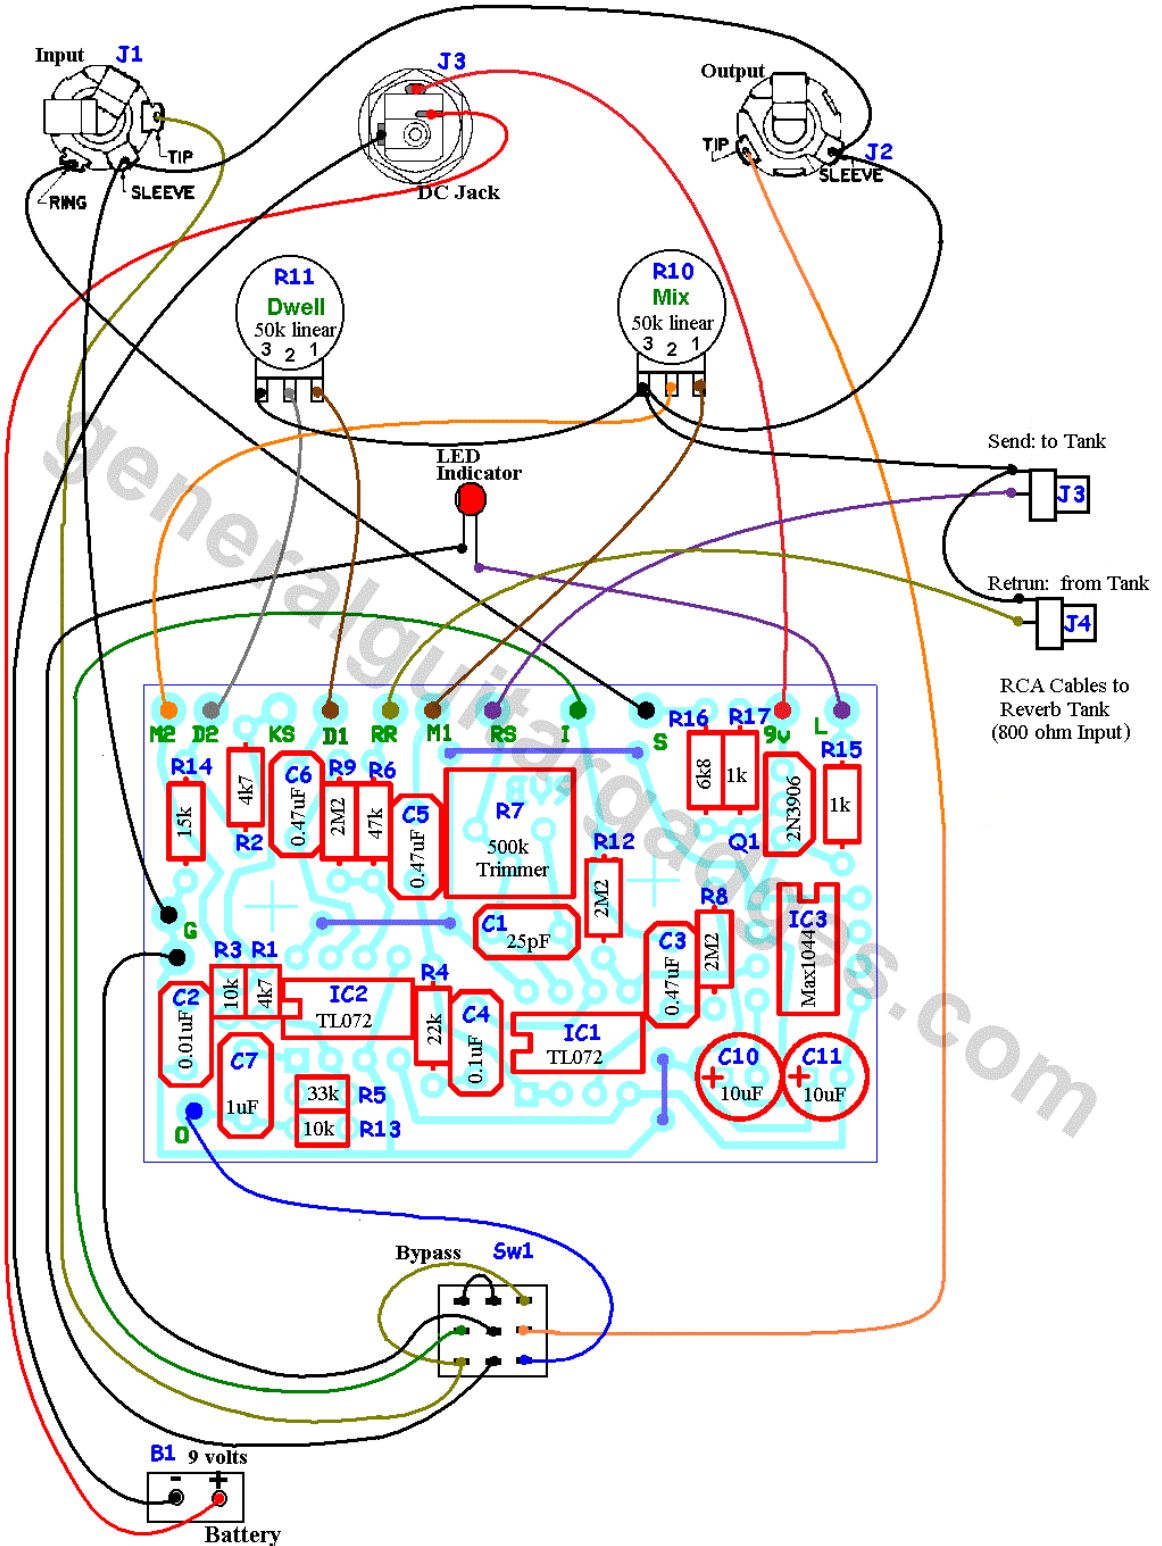 Input
J1
TIP
SLEEVE
RING
J3
DC Jack
Output
TIP
J2
SLEEVE
R11
Dwell
50k linear
3 2 1
R10
Mix
50k linear
3 2 1
LED
Indicator
Send: to Tank
J3
Retrun: from Tank
J4
RCA Cables to
Reverb Tank
(800 ohm Input)
generalguitargadgets.com
M2 D2 KS D1 RR M1 RS I S 9v L
R14
15k
4k7
R2
C6
0.47uF
R9
2M2
R6
47k
C5
0.47uF
R7
500k
Trimmer
R12
2M2
R16
6k8
R17
1k
Q1
2N3906
R15
1k
G
C1
25pF
C3
0.47uF
R8
2M2
IC3
Max1044
R3
10k
R1
4k7
C2
0.01uF
IC2
TL072
R4
22k
C4
0.1uF
IC1
TL072
C10
+
10uF
C11
+
10uF
C7
1uF
33k
R5
10k
R13
O
Bypass
Sw1
B1
9 volts
- +
Battery